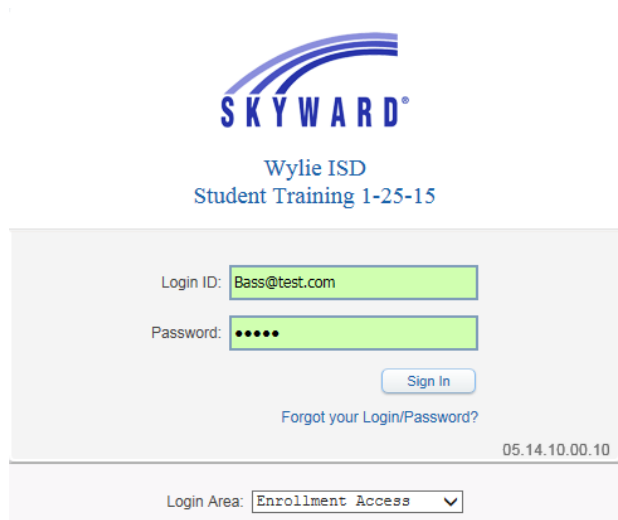 SKYWARD®
Wylie ISD
Student Training 1-25-15
Login ID: Bass@test.com
Password: •••••
Sign In
Forgot your Login/Password?
05.14.10.00.10
Login Area: Enrollment Access